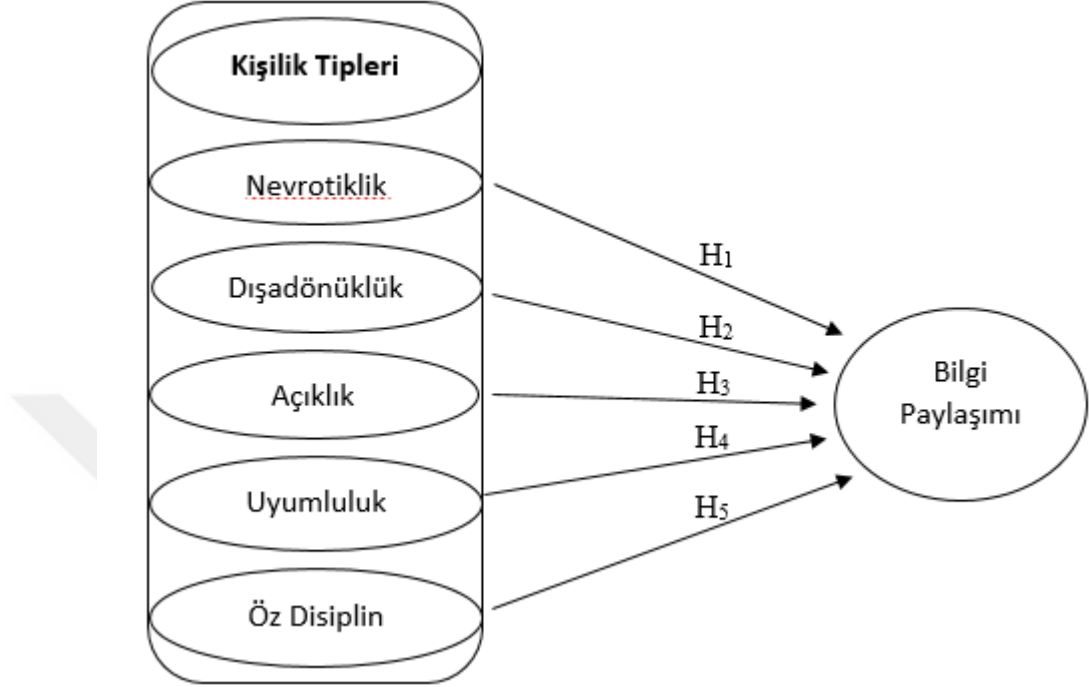 Kişilik Tipleri
Nevrotiklik
Dışadönüklük
Açıklık
Uyumluluk
Öz Disiplin
H1
H2
H3
H4
H5
Bilgi
Paylaşımı